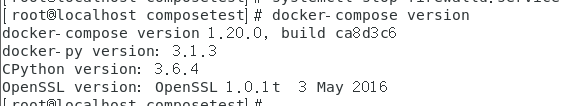 [root@localhost composetest]# docker-compose version
docker-compose version 1.20.0, build ca8d3c6
docker-py version: 3.1.3
CPython version: 3.6.4
OpenSSL version: OpenSSL 1.0.1t  3 May 2016
[root@localhost composetest]#